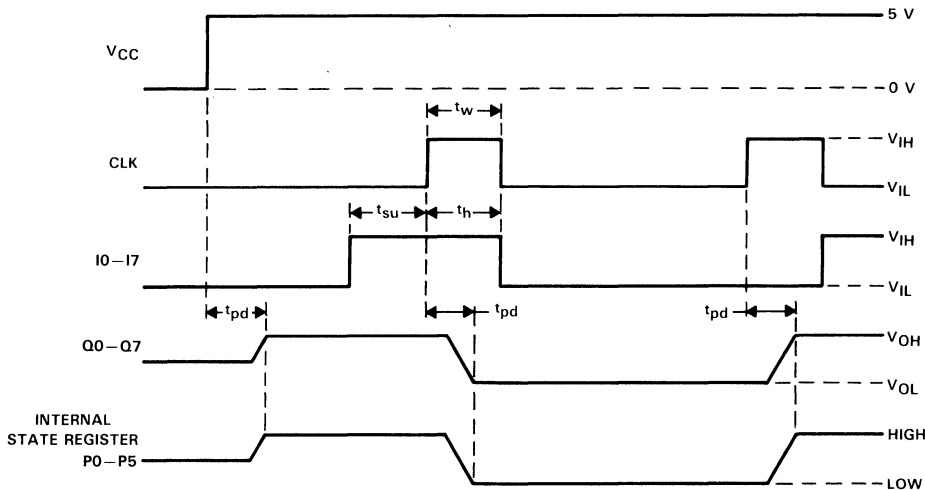 5 V
VCC
0 V
tw
VIH
CLK
VIL
tsu
th
VIH
I0–I7
VIL
tpd
tpd
tpd
Q0–Q7
VOH
VOL
INTERNAL
STATE REGISTER
P0–P5
HIGH
LOW